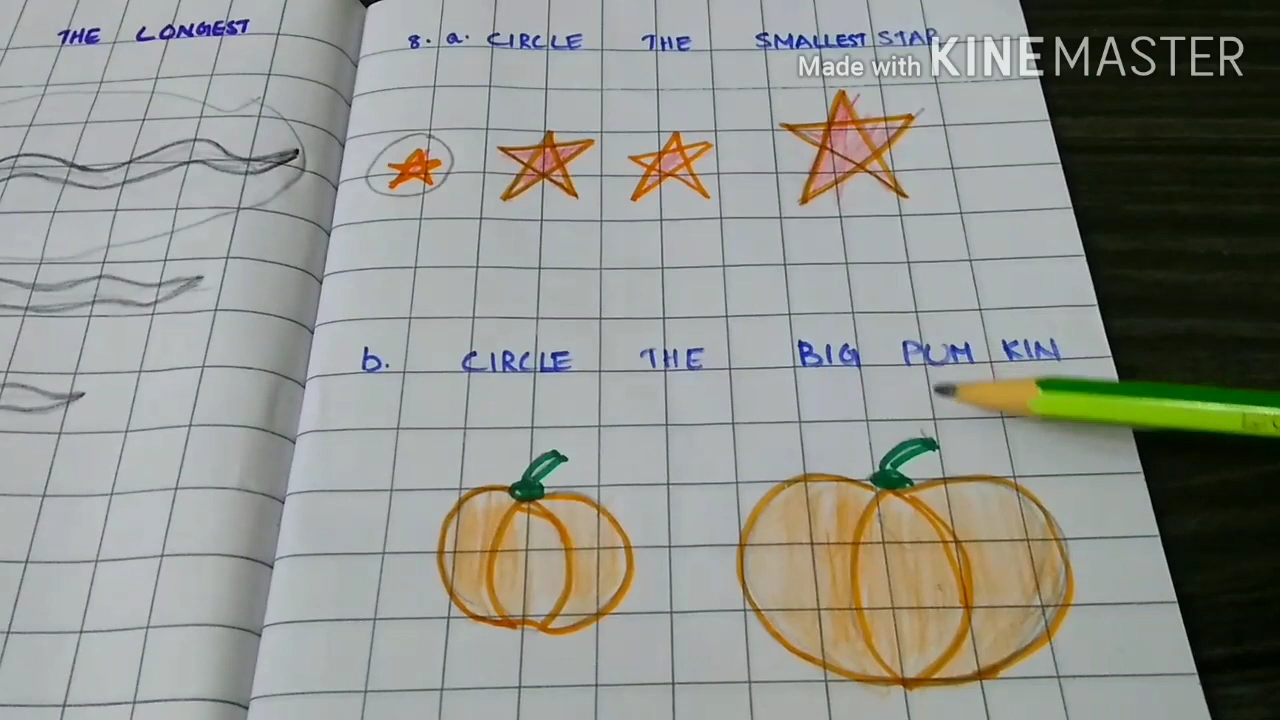 THE LONGEST
8. a. CIRCLE THE SMALLEST STAR
Made with KINEMASTER
b. CIRCLE THE BIG PUM KIN